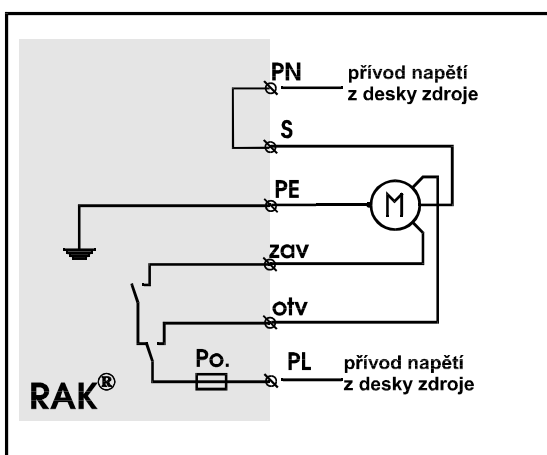 PN
přívod napětí
z desky zdroje
S
PE
M
zav
otv
Po.
PL
přívod napětí
z desky zdroje
RAK®